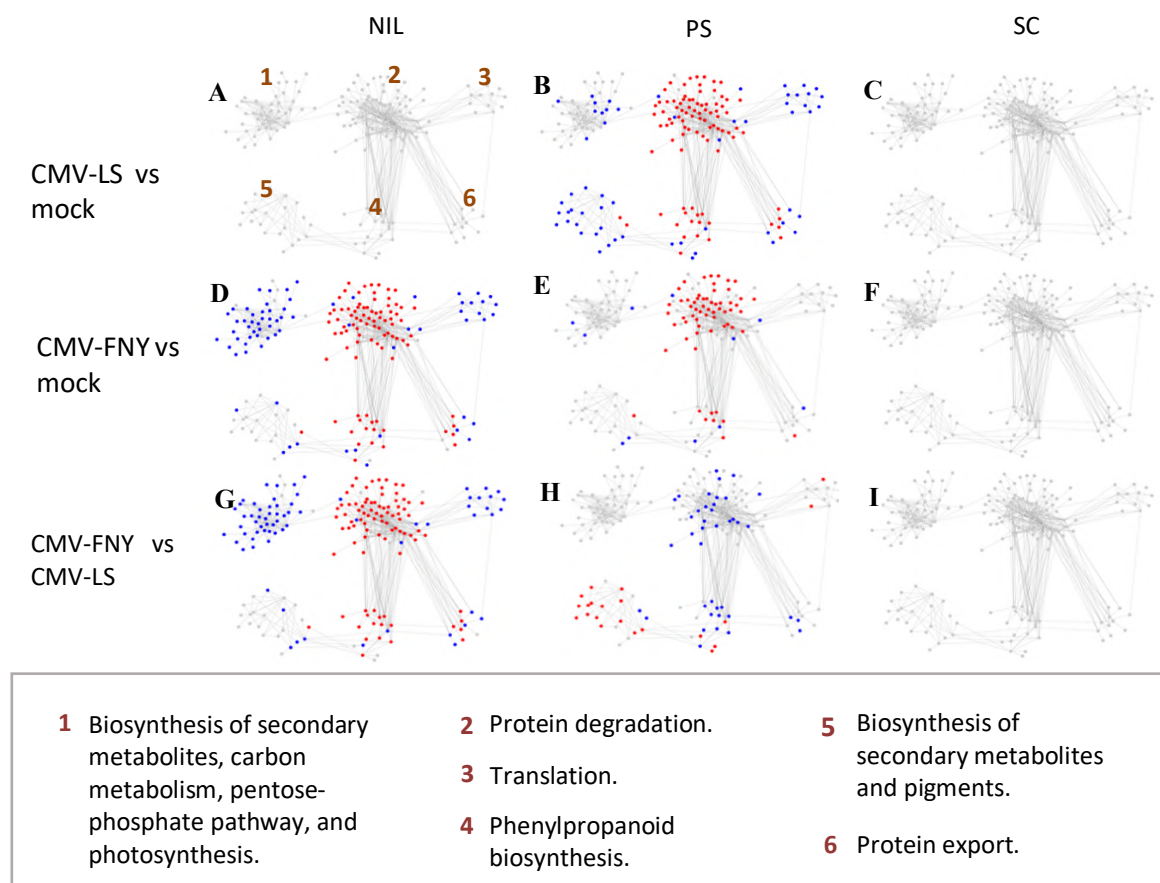 NIL
PS
SC
1
2
3
A
B
C
CMV-LS vs
mock
5
4
6
D
E
F
CMV-FNY vs
mock
G
H
I
CMV-FNY vs
CMV-LS
1 Biosynthesis of secondary
metabolites, carbon
metabolism, pentose-
phosphate pathway, and
photosynthesis.
2 Protein degradation.
3 Translation.
4 Phenylpropanoid
biosynthesis.
5 Biosynthesis of
secondary metabolites
and pigments.
6 Protein export.